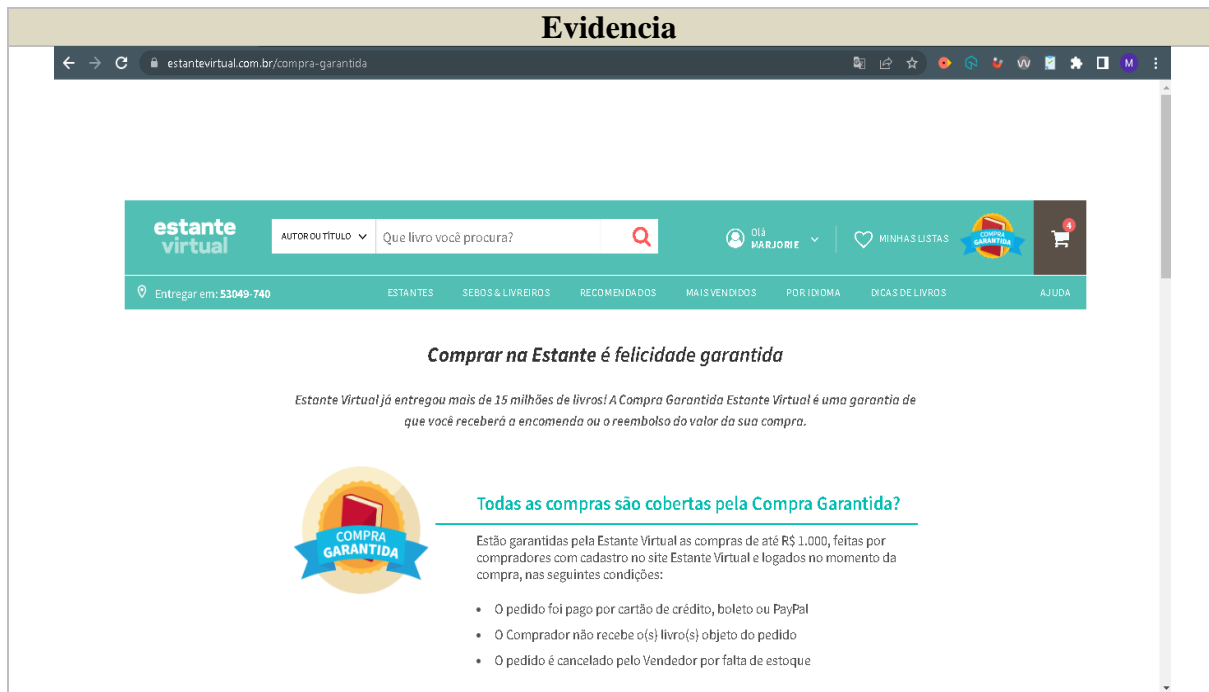 Evidencia
estantevirtual.com.br/compra-garantida
M
estante
virtual
AUTOR OU TÍTULO
Que livro você procura?
Olá
MARJORIE
MINHAS LISTAS
COMPRA
GARANTIDA
4
Entregar em: 53049-740
ESTANTES
SEBOS & LIVREIROS
RECOMENDADOS
MAIS VENDIDOS
POR IDIOMA
DICAS DE LIVROS
AJUDA
Comprar na Estante é felicidade garantida
Estante Virtual já entregou mais de 15 milhões de livros! A Compra Garantida Estante Virtual é uma garantia de
que você receberá a encomenda ou o reembolso do valor da sua compra.
COMPRA
GARANTIDA
Todas as compras são cobertas pela Compra Garantida?
Estão garantidas pela Estante Virtual as compras de até R$ 1.000, feitas por
compradores com cadastro no site Estante Virtual e logados no momento da
compra, nas seguintes condições:
• O pedido foi pago por cartão de crédito, boleto ou PayPal
• O Comprador não recebe o(s) livro(s) objeto do pedido
• O pedido é cancelado pelo Vendedor por falta de estoque